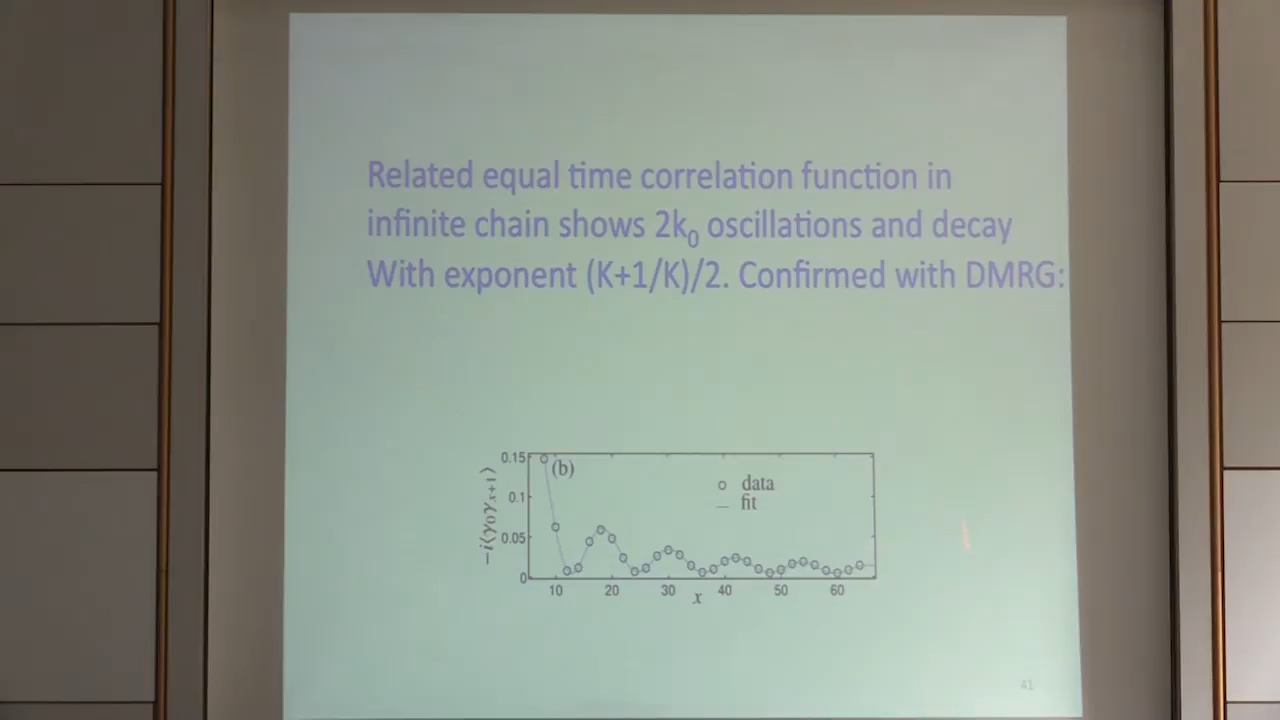 Related equal time correlation function in
infinite chain shows 2k₀ oscillations and decay
With exponent (K+1/K)/2. Confirmed with DMRG:
0.15
0.1
0.05
0
−i⟨γ₀γₓ₊₁⟩
(b)
data
fit
10 20 30 40 50 60
x
41